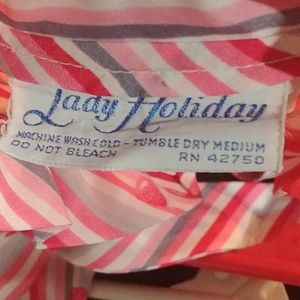 Lady Holiday
MACHINE WASH COLD - TUMBLE DRY MEDIUM
DO NOT BLEACH RN 42750